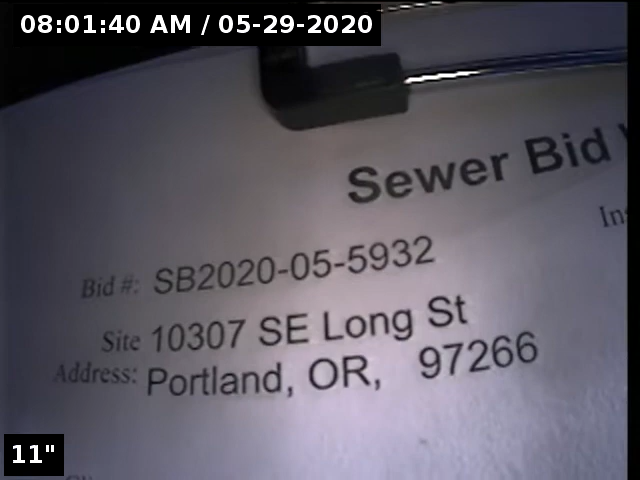 08:01:40 AM / 05-29-2020
Sewer Bid
Bid #: SB2020-05-5932
Site 10307 SE Long St
Address: Portland, OR, 97266
11"